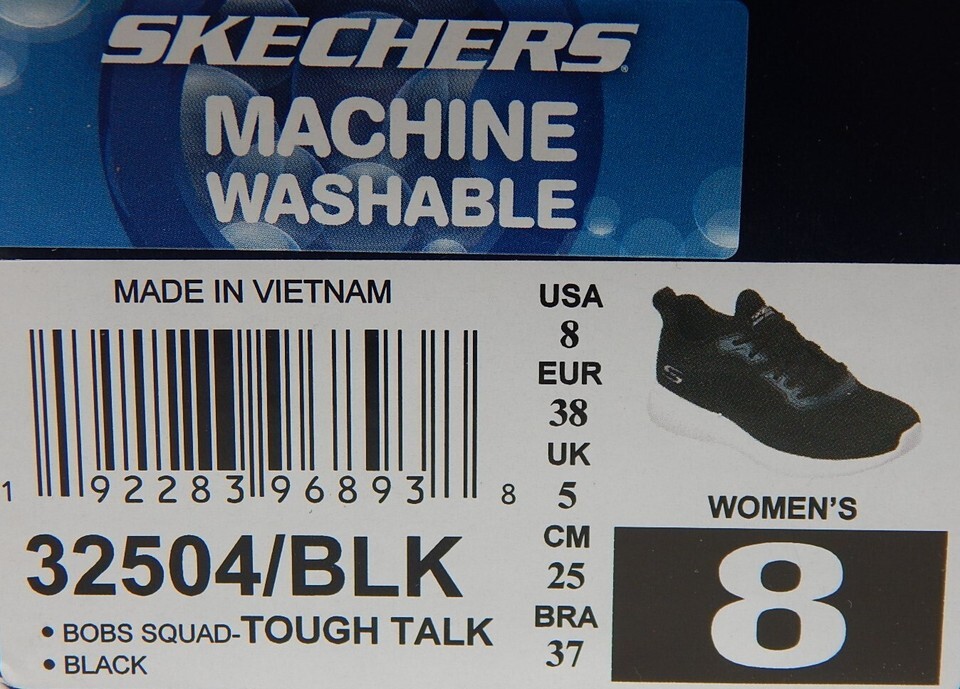 SKECHERS
MACHINE
WASHABLE
MADE IN VIETNAM
1 92283 96893 8
32504/BLK
• BOBS SQUAD-TOUGH TALK
• BLACK
USA
8
EUR
38
UK
5
CM
25
BRA
37
WOMEN'S
8